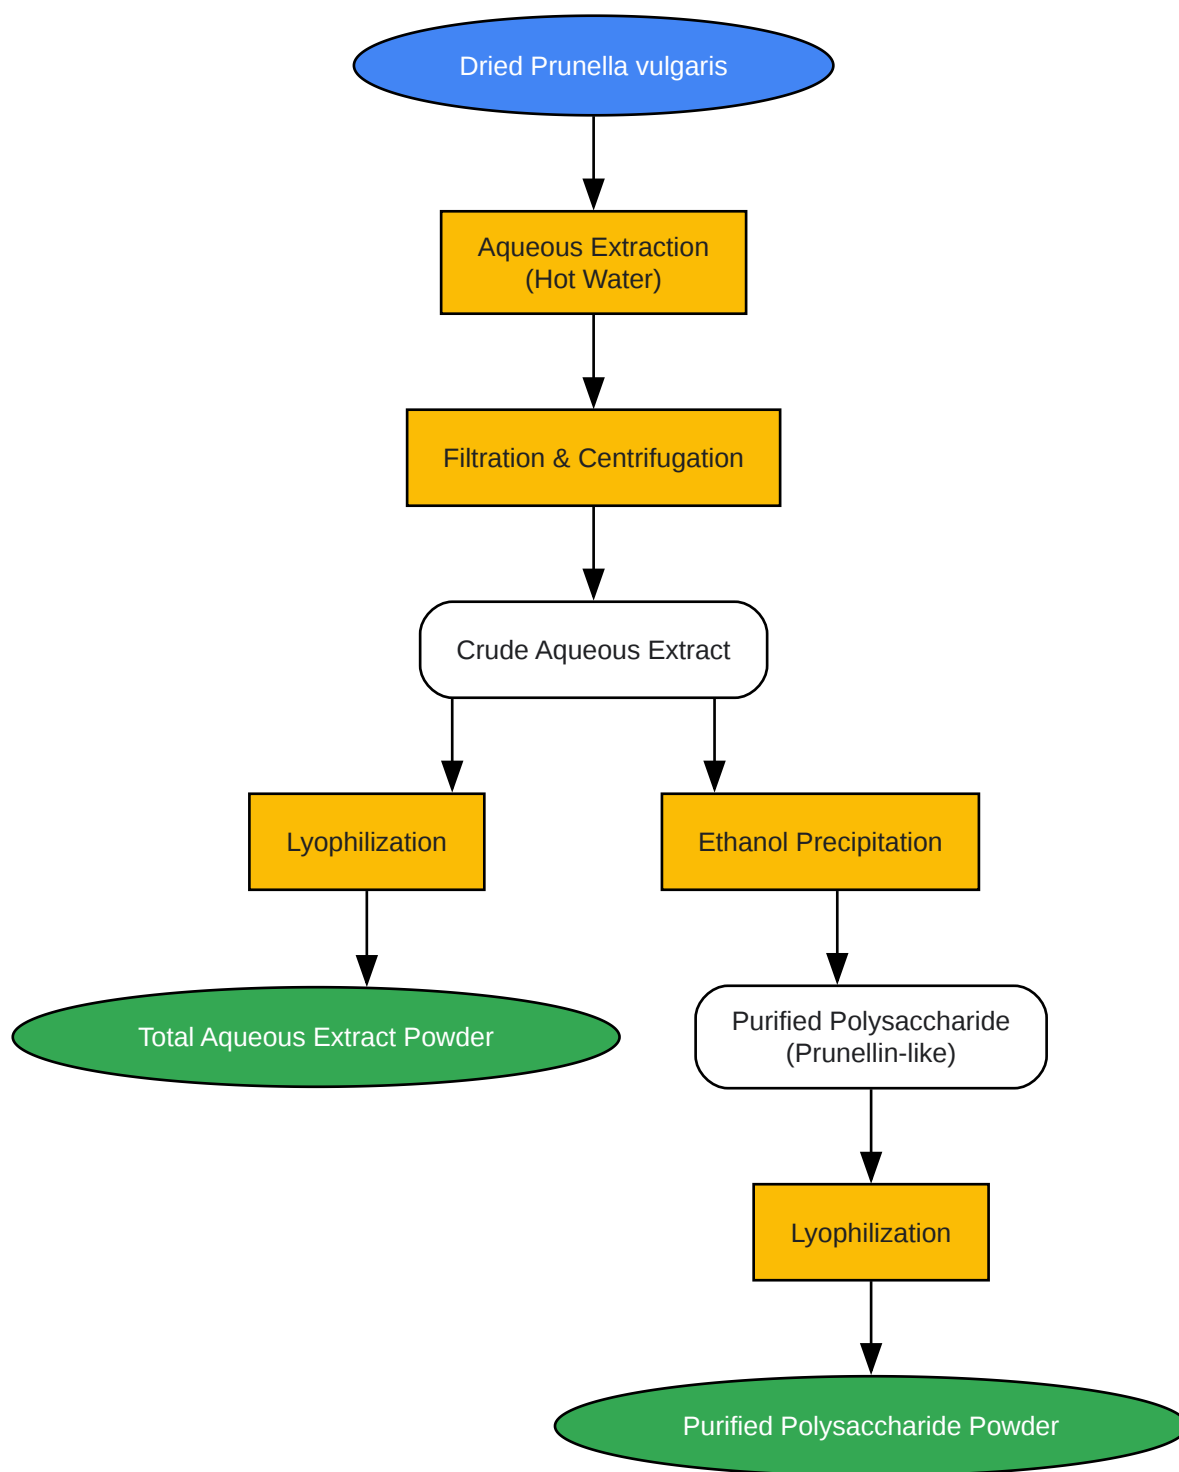 Dried Prunella vulgaris
Aqueous Extraction
(Hot Water)
Filtration & Centrifugation
Crude Aqueous Extract
Lyophilization
Ethanol Precipitation
Total Aqueous Extract Powder
Purified Polysaccharide
(Prunellin-like)
Lyophilization
Purified Polysaccharide Powder